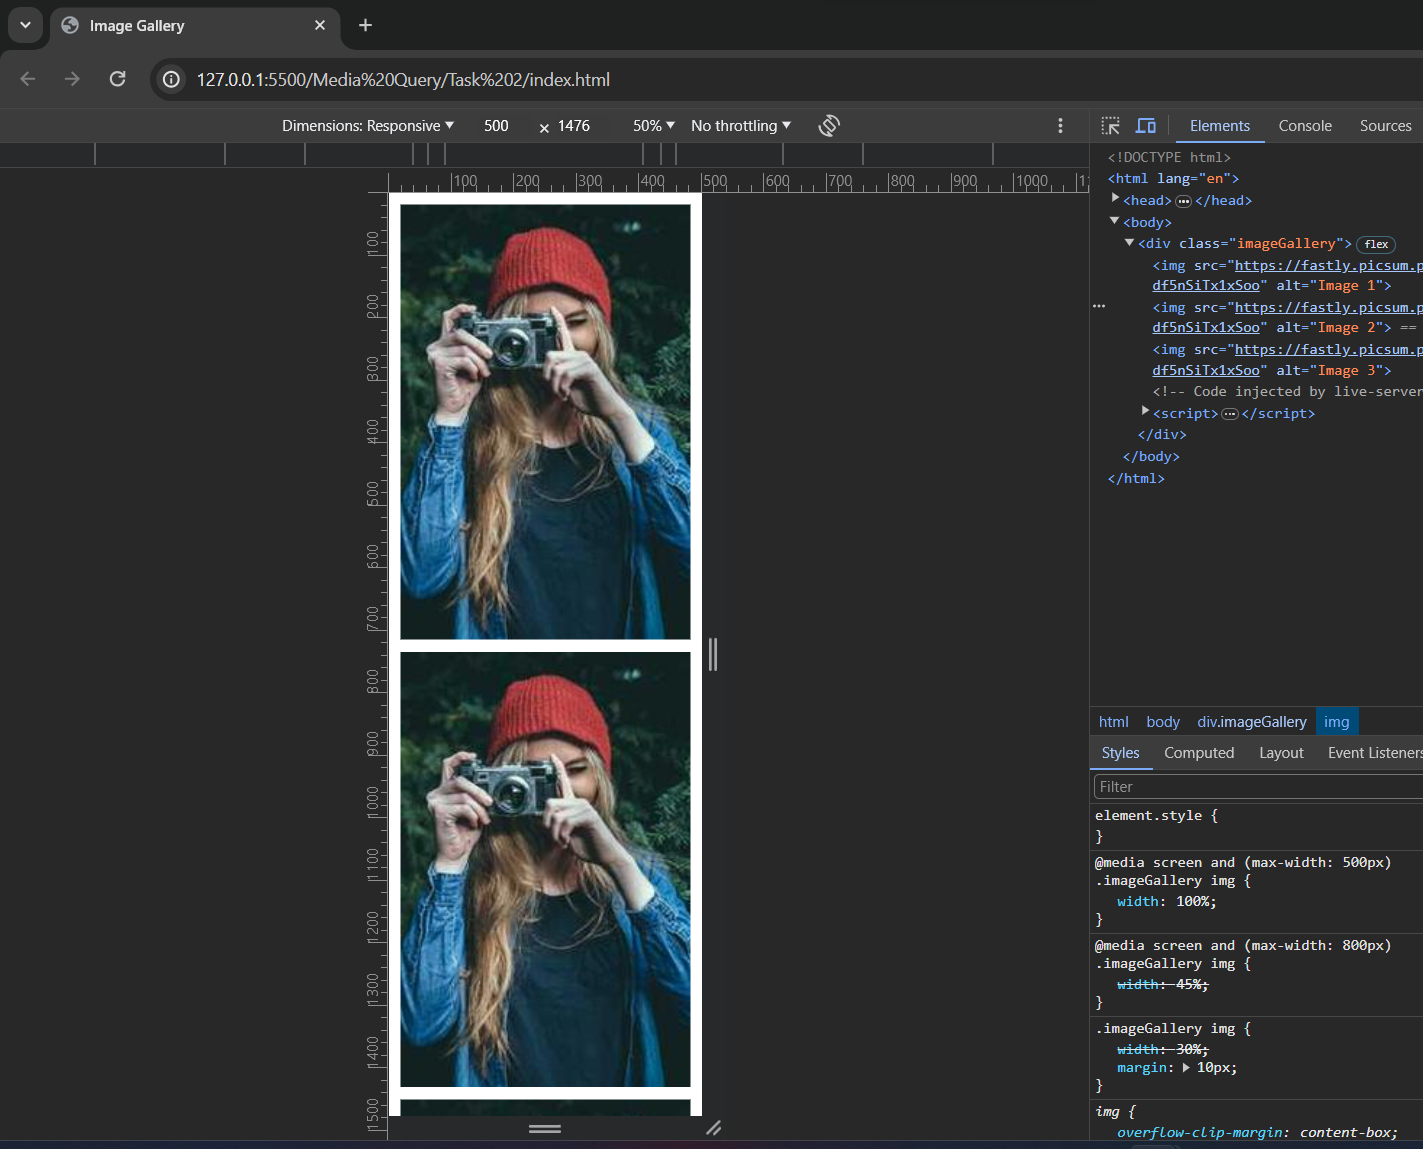 Image Gallery
127.0.0.1:5500/Media%20Query/Task%202/index.html
Dimensions: Responsive 500 × 1476 50% No throttling
Elements Console Sources
100 200 300 400 500 600 700 800 900 1000 11
100
200
300
400
500
600
700
800
900
1000
1100
1200
1300
1400
1500
<!DOCTYPE html>
<html lang="en">
<head> ••• </head>
<body>
<div class="imageGallery"> flex
<img src="https://fastly.picsum.p
df5nSiTx1xSoo" alt="Image 1">
<img src="https://fastly.picsum.p
df5nSiTx1xSoo" alt="Image 2"> ==
<img src="https://fastly.picsum.p
df5nSiTx1xSoo" alt="Image 3">
<!-- Code injected by live-server
<script> ••• </script>
</div>
</body>
</html>
html body div.imageGallery img
Styles Computed Layout Event Listeners
Filter
element.style {
}
@media screen and (max-width: 500px)
.imageGallery img {
width: 100%;
}
@media screen and (max-width: 800px)
.imageGallery img {
width: 45%;
}
.imageGallery img {
width: 30%;
margin: 10px;
}
img {
overflow-clip-margin: content-box;